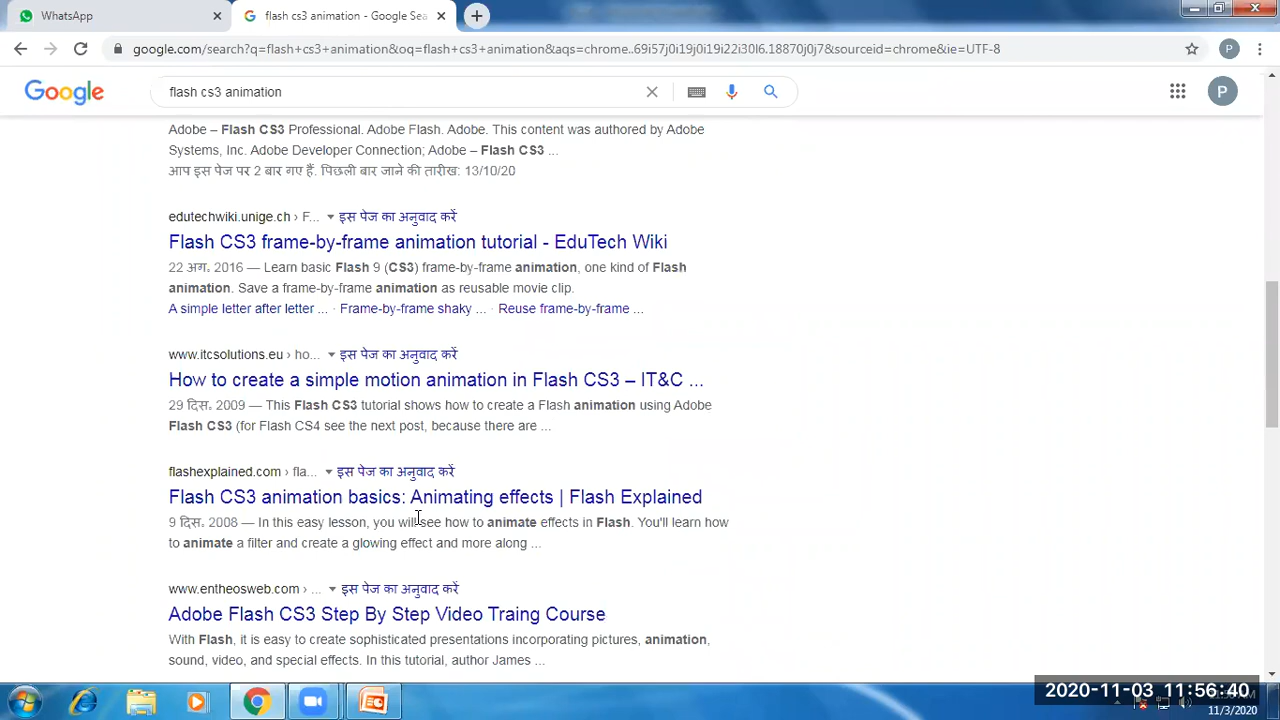 WhatsApp
flash cs3 animation - Google Sea
google.com/search?q=flash+cs3+animation&oq=flash+cs3+animation&aqs=chrome..69i57j0i19j0i19i22i30l6.18870j0j7&sourceid=chrome&ie=UTF-8
P
Google
flash cs3 animation
P
Adobe – Flash CS3 Professional. Adobe Flash. Adobe. This content was authored by Adobe
Systems, Inc. Adobe Developer Connection; Adobe – Flash CS3 ...
आप इस पेज पर 2 बार गए हैं. पिछली बार जाने की तारीख: 13/10/20
edutechwiki.unige.ch › F... इस पेज का अनुवाद करें
Flash CS3 frame-by-frame animation tutorial - EduTech Wiki
22 अग. 2016 — Learn basic Flash 9 (CS3) frame-by-frame animation, one kind of Flash
animation. Save a frame-by-frame animation as reusable movie clip.
A simple letter after letter ... · Frame-by-frame shaky ... · Reuse frame-by-frame ...
www.itcsolutions.eu › ho... इस पेज का अनुवाद करें
How to create a simple motion animation in Flash CS3 – IT&C ...
29 दिस. 2009 — This Flash CS3 tutorial shows how to create a Flash animation using Adobe
Flash CS3 (for Flash CS4 see the next post, because there are ...
flashexplained.com › fla... इस पेज का अनुवाद करें
Flash CS3 animation basics: Animating effects | Flash Explained
9 दिस. 2008 — In this easy lesson, you will see how to animate effects in Flash. You'll learn how
to animate a filter and create a glowing effect and more along ...
www.entheosweb.com › ... इस पेज का अनुवाद करें
Adobe Flash CS3 Step By Step Video Traing Course
With Flash, it is easy to create sophisticated presentations incorporating pictures, animation,
sound, video, and special effects. In this tutorial, author James ...
2020-11-03 11:56:40
11/3/2020